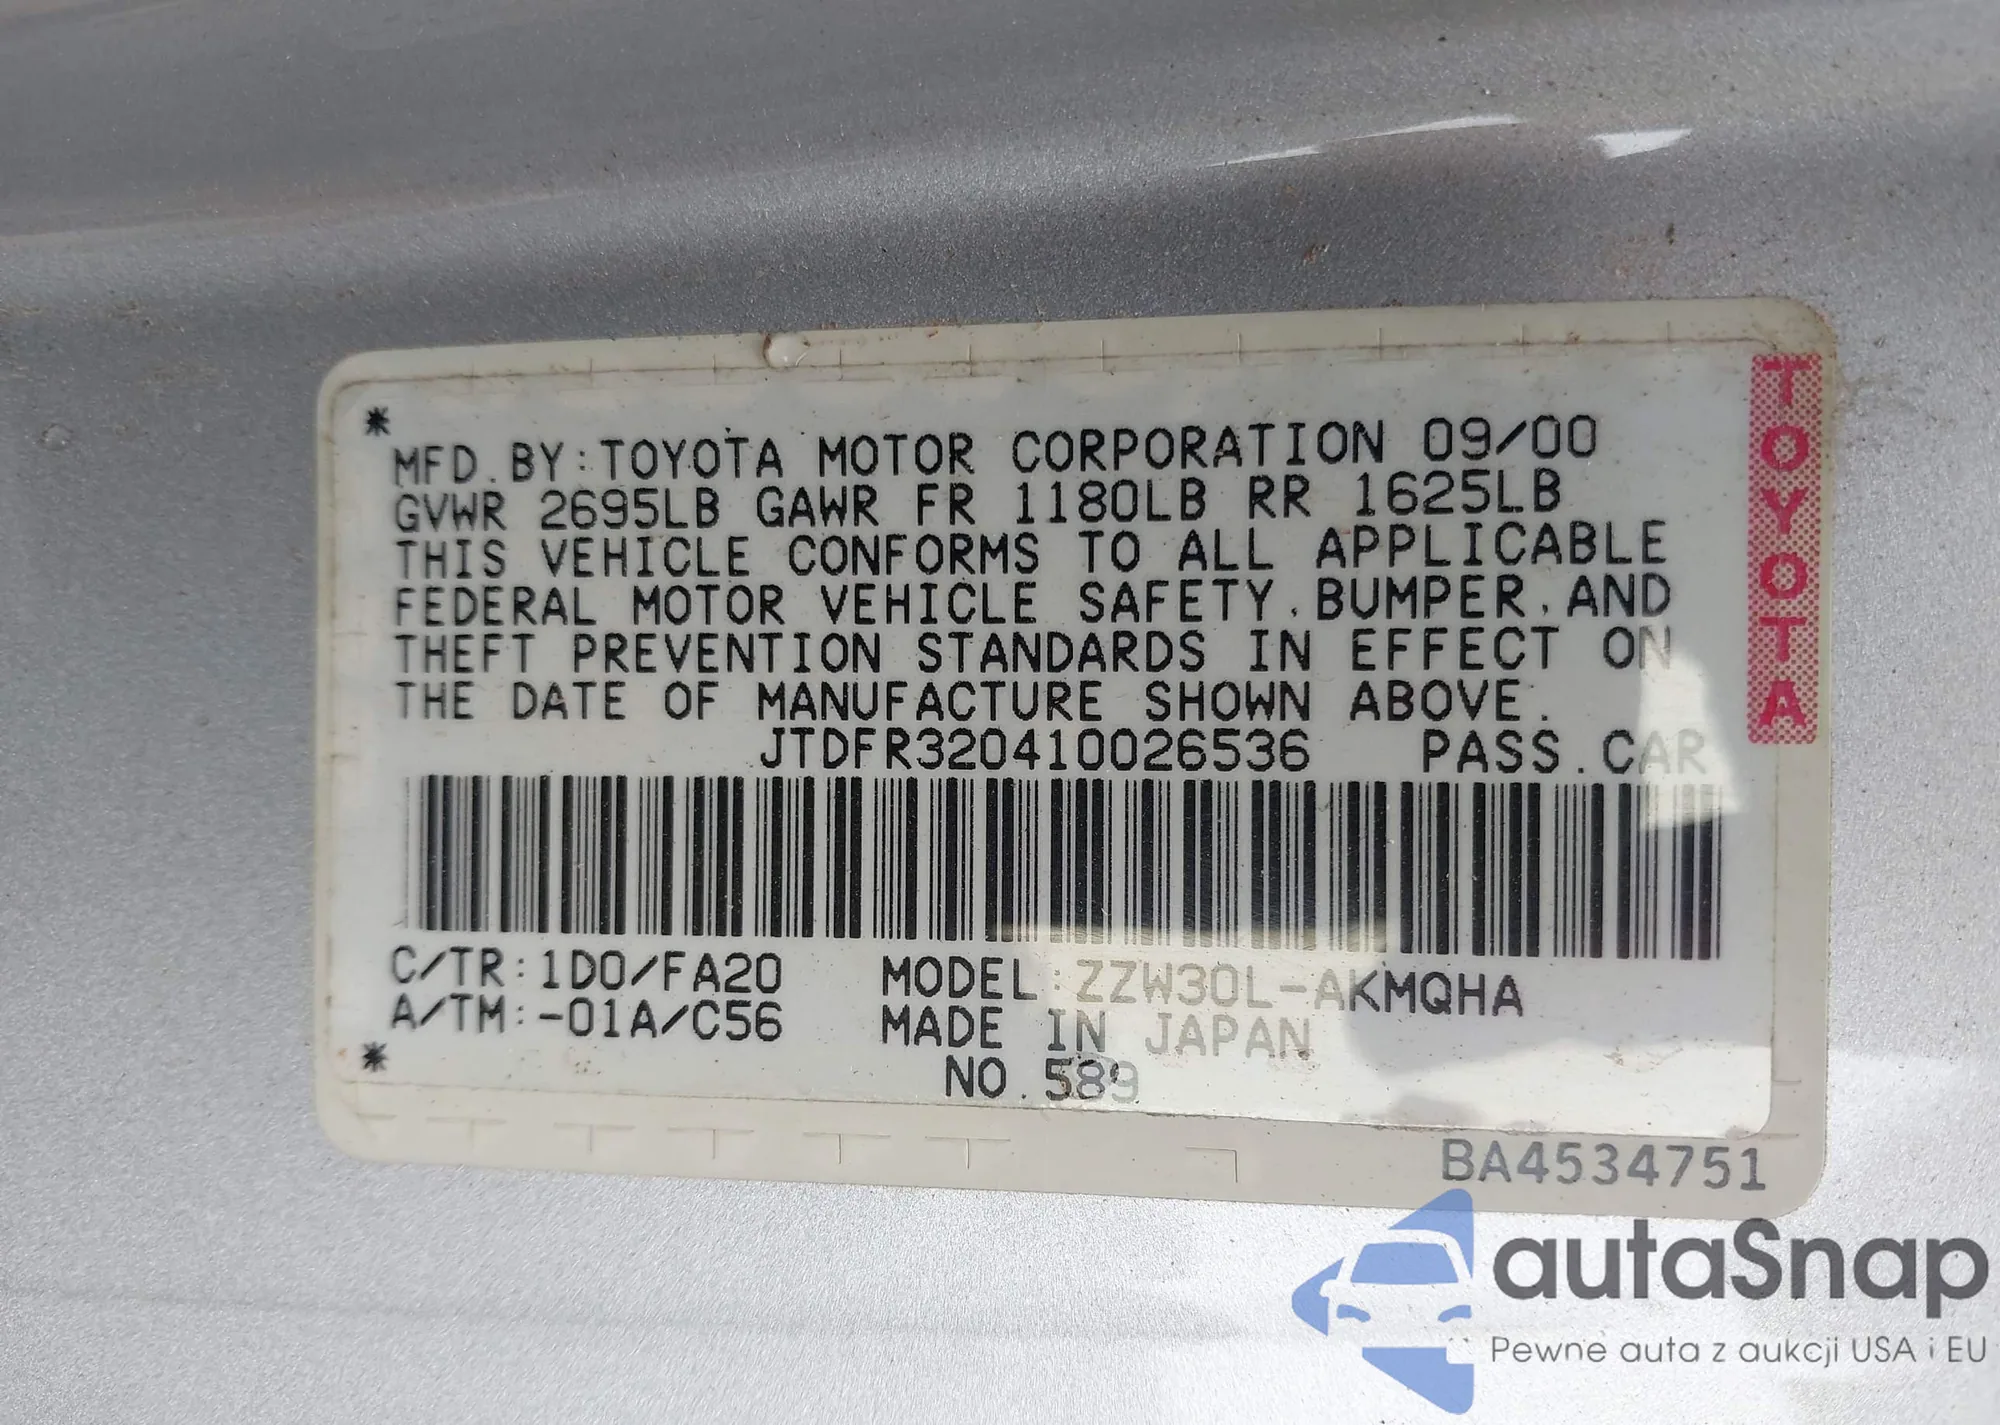 *
MFD. BY: TOYOTA MOTOR CORPORATION 09/00
GVWR 2695LB GAWR FR 1180LB RR 1625LB
THIS VEHICLE CONFORMS TO ALL APPLICABLE
FEDERAL MOTOR VEHICLE SAFETY, BUMPER, AND
THEFT PREVENTION STANDARDS IN EFFECT ON
THE DATE OF MANUFACTURE SHOWN ABOVE.
JTDFR320410026536 PASS. CAR
C/TR: 1D0/FA20 MODEL: ZZW30L-AKMQHA
A/TM: -01A/C56 MADE IN JAPAN
* NO. 589
TOYOTA
BA4534751
autaSnap
Pewne auta z aukcji USA i EU